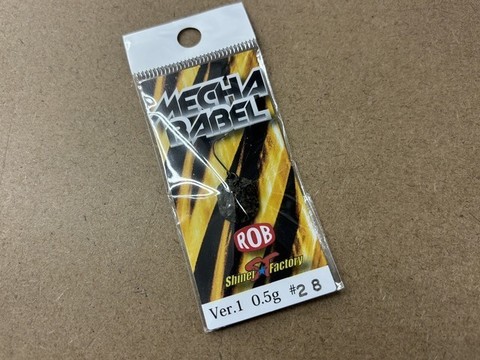 MECHA
BABEL
ROB
Shiner Factory
Ver.1 0.5g #28